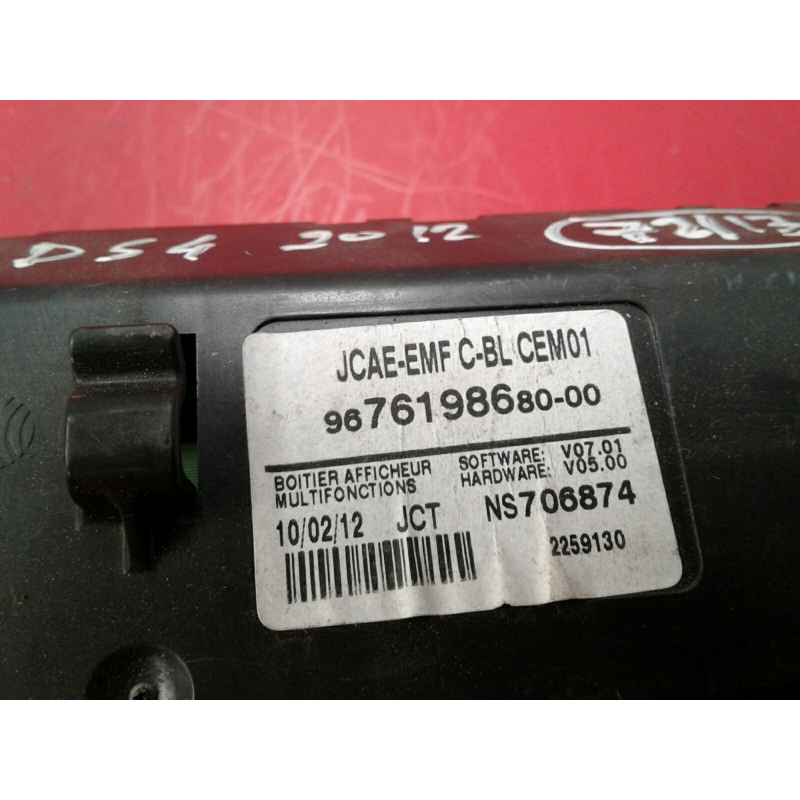 DS4 2012
JCAE-EMF C-BL CEM01
9676198680-00
BOITIER AFFICHEUR
MULTIFONCTIONS
SOFTWARE: V07.01
HARDWARE: V05.00
10/02/12 JCT NS706874
2259130